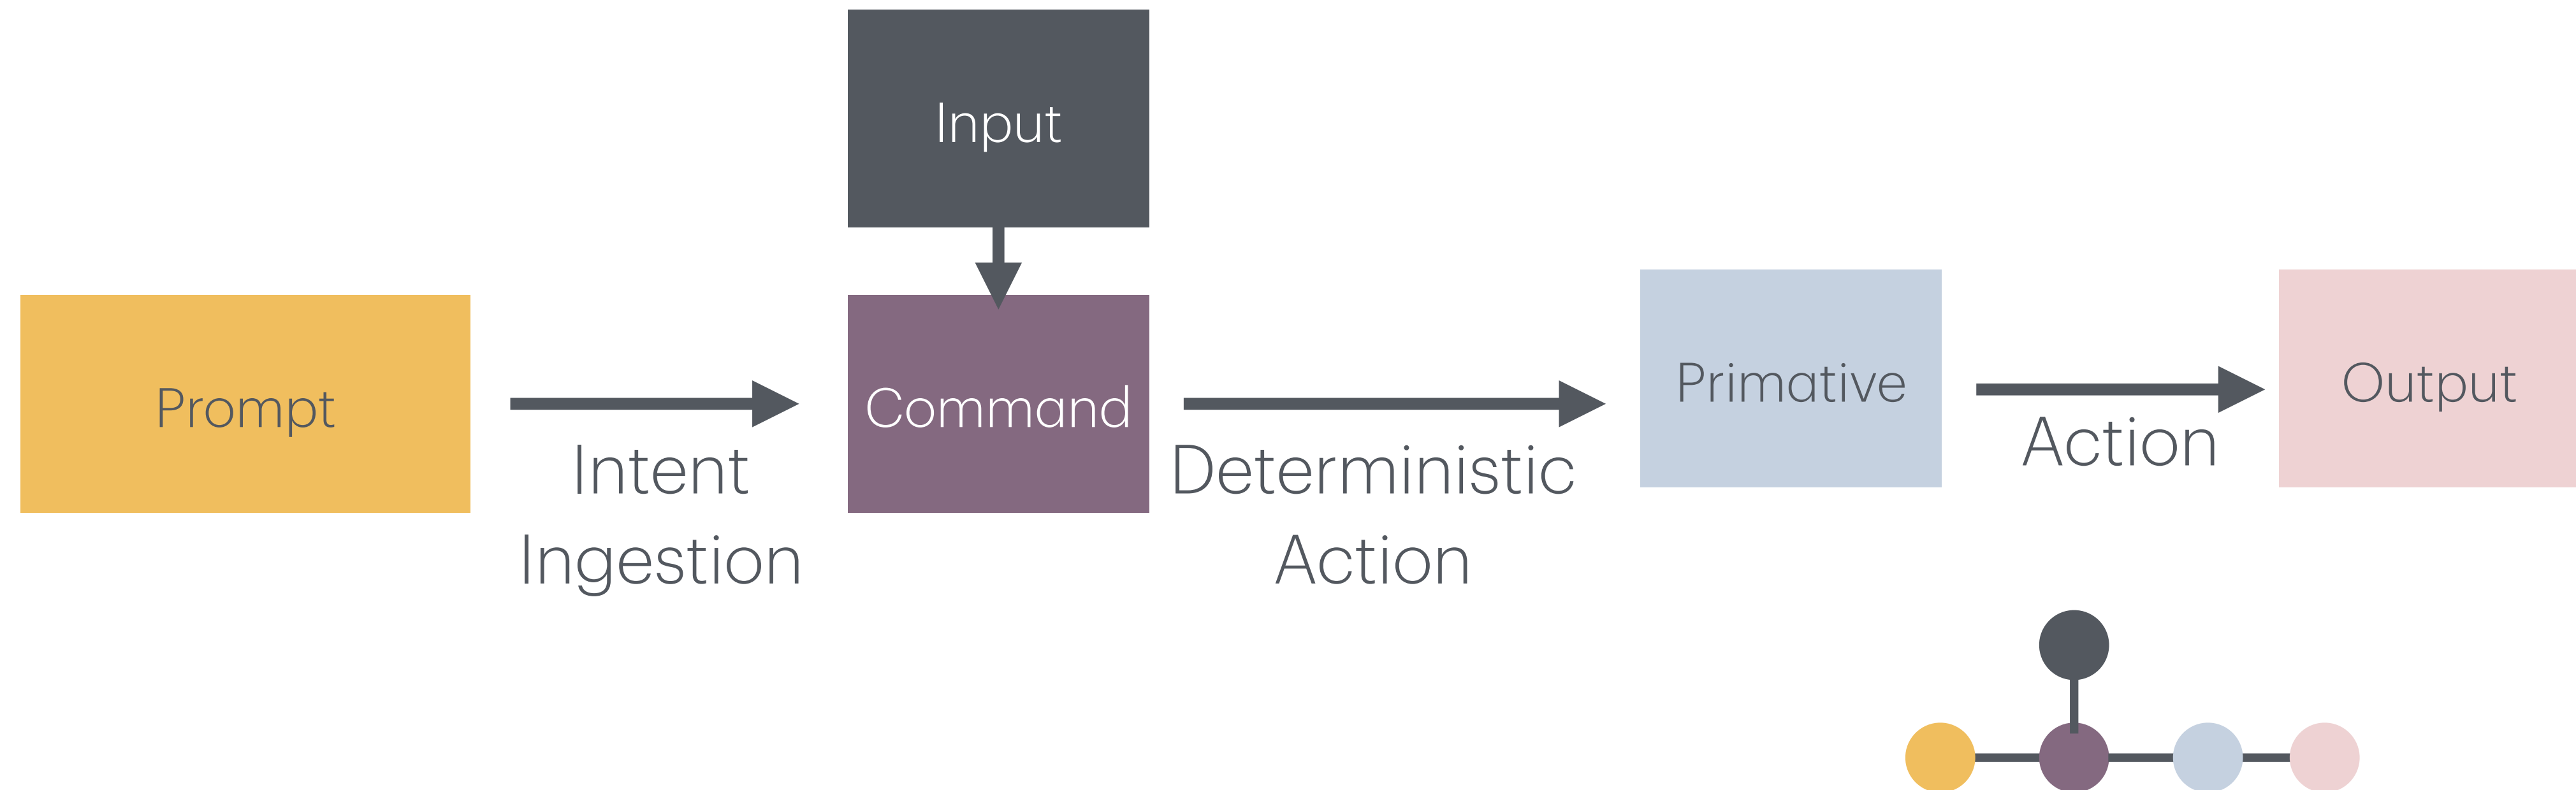 Input
Prompt
Intent
Ingestion
Command
Deterministic
Action
Primative
Action
Output